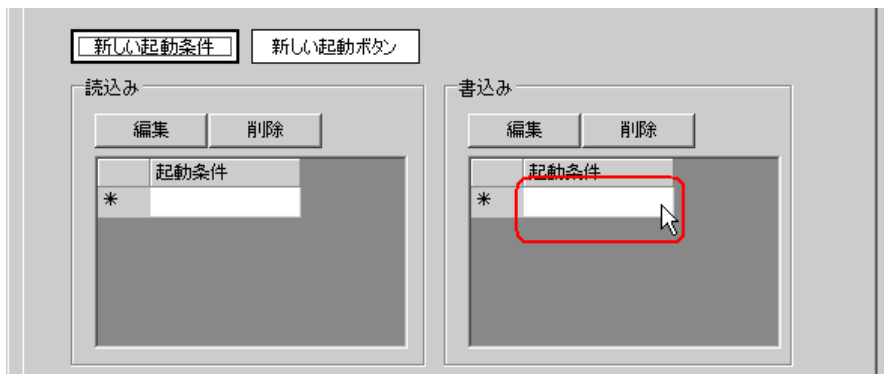 新しい起動条件 新しい起動ボタン
読込み
編集 削除
起動条件
*
書込み
編集 削除
起動条件
*